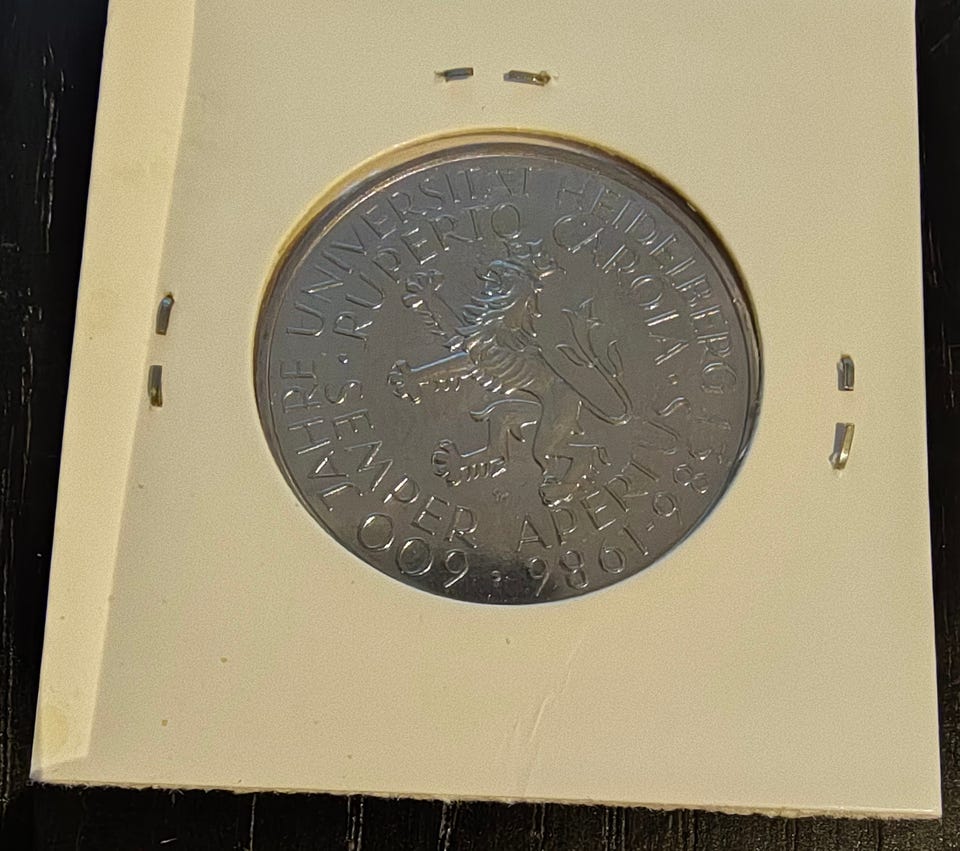 600 JAHRE UNIVERSITÄT HEIDELBERG 1386-1986
· RUPERTO CAROLA ·
SEMPER APERTUS